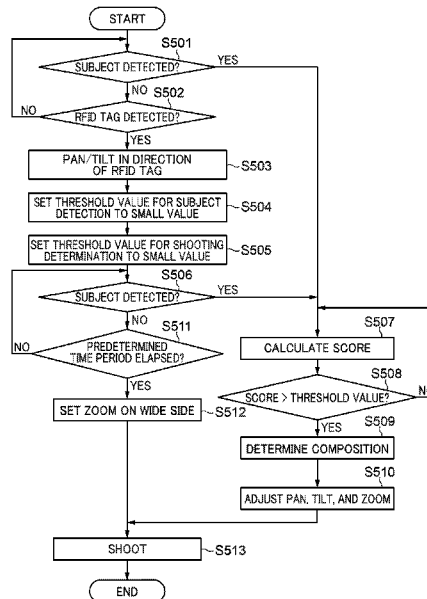 START
S501
SUBJECT DETECTED?
YES
NO
S502
RFID TAG DETECTED?
NO
YES
PAN/TILT IN DIRECTION
OF RFID TAG
S503
SET THRESHOLD VALUE FOR SUBJECT
DETECTION TO SMALL VALUE
S504
SET THRESHOLD VALUE FOR SHOOTING
DETERMINATION TO SMALL VALUE
S505
S506
SUBJECT DETECTED?
YES
NO
S511
PREDETERMINED
TIME PERIOD ELAPSED?
NO
YES
SET ZOOM ON WIDE SIDE
S512
S507
CALCULATE SCORE
S508
SCORE > THRESHOLD VALUE?
NO
YES
S509
DETERMINE COMPOSITION
S510
ADJUST PAN, TILT, AND ZOOM
SHOOT
S513
END